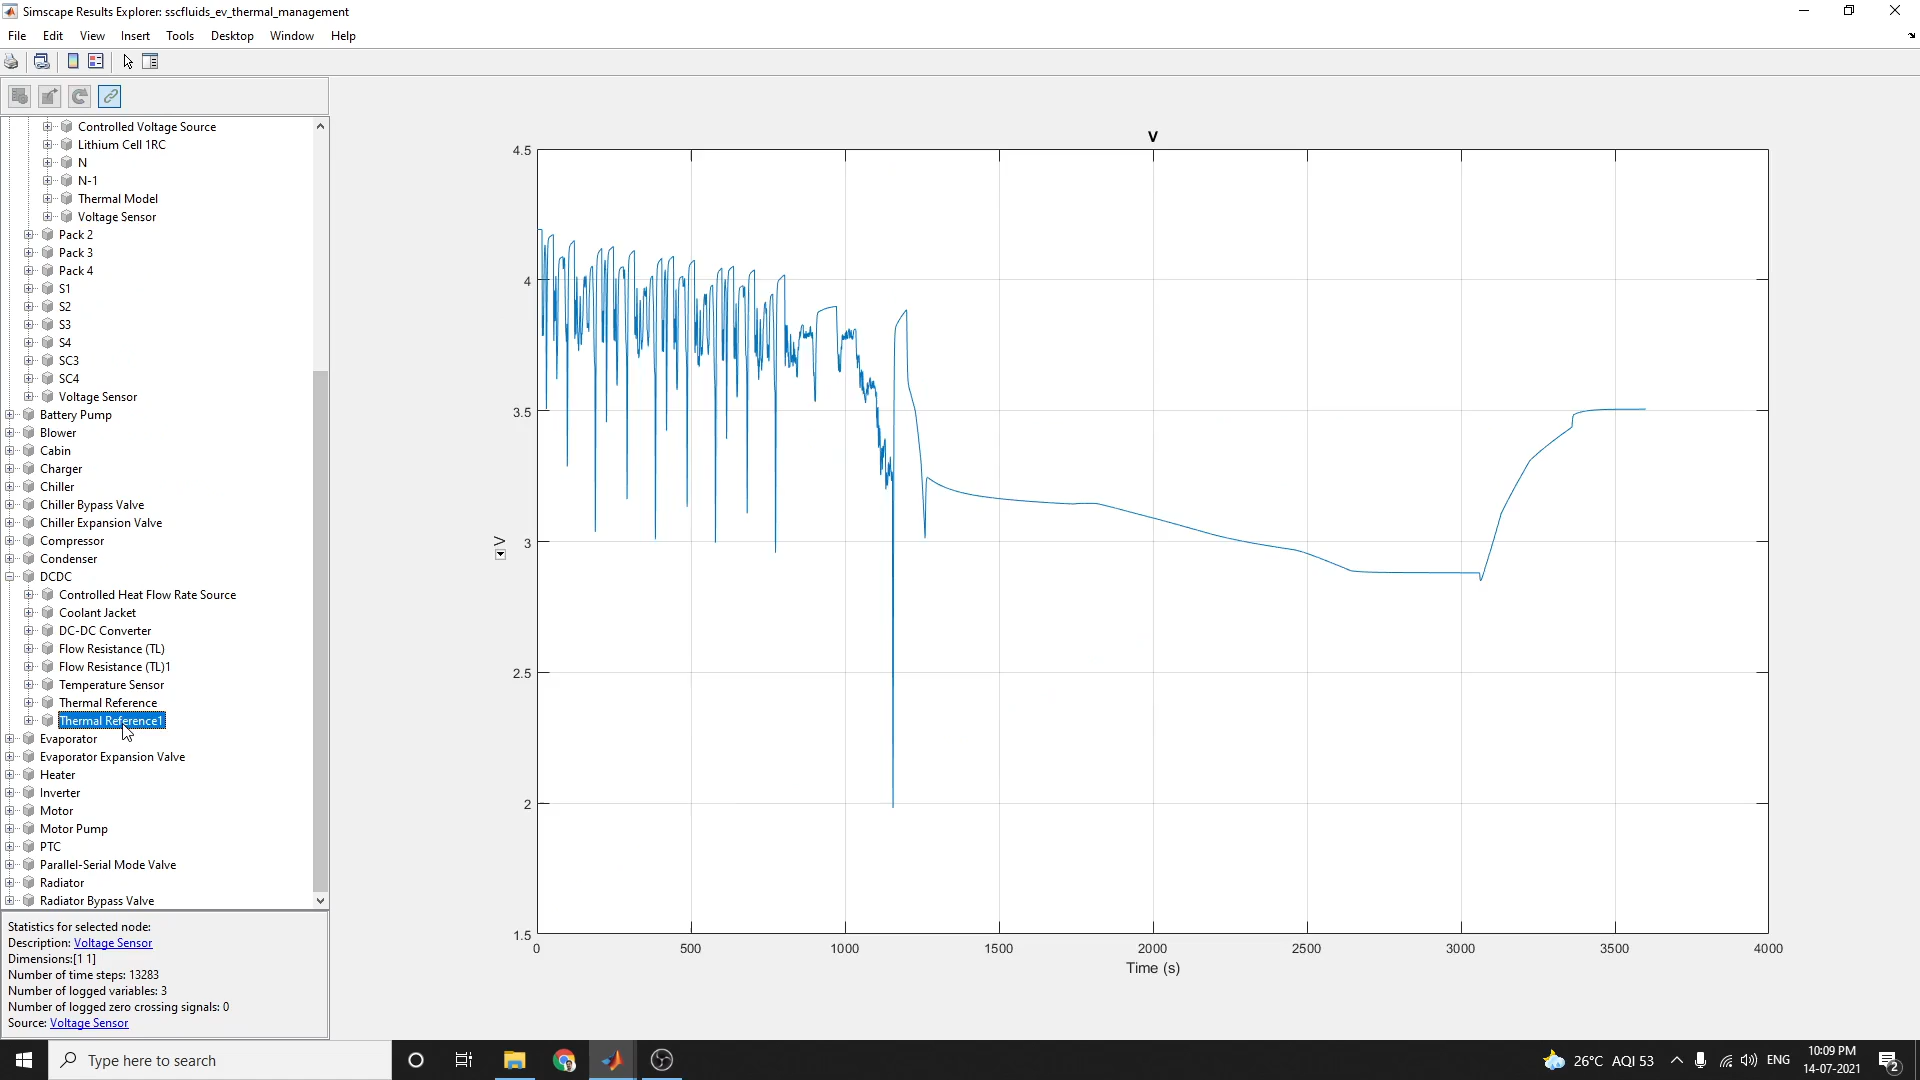 Simscape Results Explorer: sscfluids_ev_thermal_management
File Edit View Insert Tools Desktop Window Help
Controlled Voltage Source
Lithium Cell 1RC
N
N-1
Thermal Model
Voltage Sensor
Pack 2
Pack 3
Pack 4
S1
S2
S3
S4
SC3
SC4
Voltage Sensor
Battery Pump
Blower
Cabin
Charger
Chiller
Chiller Bypass Valve
Chiller Expansion Valve
Compressor
Condenser
DCDC
Controlled Heat Flow Rate Source
Coolant Jacket
DC-DC Converter
Flow Resistance (TL)
Flow Resistance (TL)1
Temperature Sensor
Thermal Reference
Thermal Reference1
Evaporator
Evaporator Expansion Valve
Heater
Inverter
Motor
Motor Pump
PTC
Parallel-Serial Mode Valve
Radiator
Radiator Bypass Valve
Statistics for selected node:
Description: Voltage Sensor
Dimensions:[1 1]
Number of time steps: 13283
Number of logged variables: 3
Number of logged zero crossing signals: 0
Source: Voltage Sensor
V
4.5
4
3.5
3
2.5
2
1.5
V
0 500 1000 1500 2000 2500 3000 3500 4000
Time (s)
Type here to search
26°C AQI 53
ENG
10:09 PM
14-07-2021
2